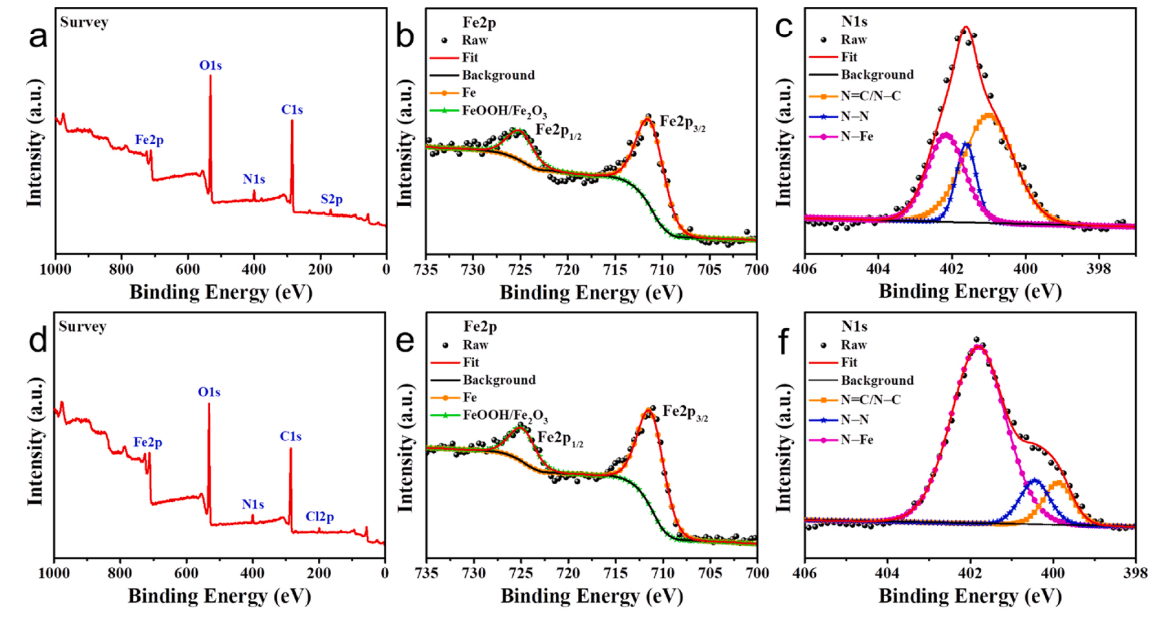 a
Survey
O1s
C1s
Fe2p
N1s
S2p
Intensity (a.u.)
1000 800 600 400 200 0
Binding Energy (eV)
b
Fe2p
Raw
Fit
Background
Fe
FeOOH/Fe₂O₃
Fe2p₁/₂
Fe2p₃/₂
Intensity (a.u.)
735 730 725 720 715 710 705 700
Binding Energy (eV)
c
N1s
Raw
Fit
Background
N=C/N─C
N─N
N─Fe
Intensity (a.u.)
406 404 402 400 398
Binding Energy (eV)
d
Survey
O1s
C1s
Fe2p
N1s
Cl2p
Intensity (a.u.)
1000 800 600 400 200 0
Binding Energy (eV)
e
Fe2p
Raw
Fit
Background
Fe
FeOOH/Fe₂O₃
Fe2p₁/₂
Fe2p₃/₂
Intensity (a.u.)
735 730 725 720 715 710 705 700
Binding Energy (eV)
f
N1s
Raw
Fit
Background
N=C/N─C
N─N
N─Fe
Intensity (a.u.)
406 404 402 400 398
Binding Energy (eV)